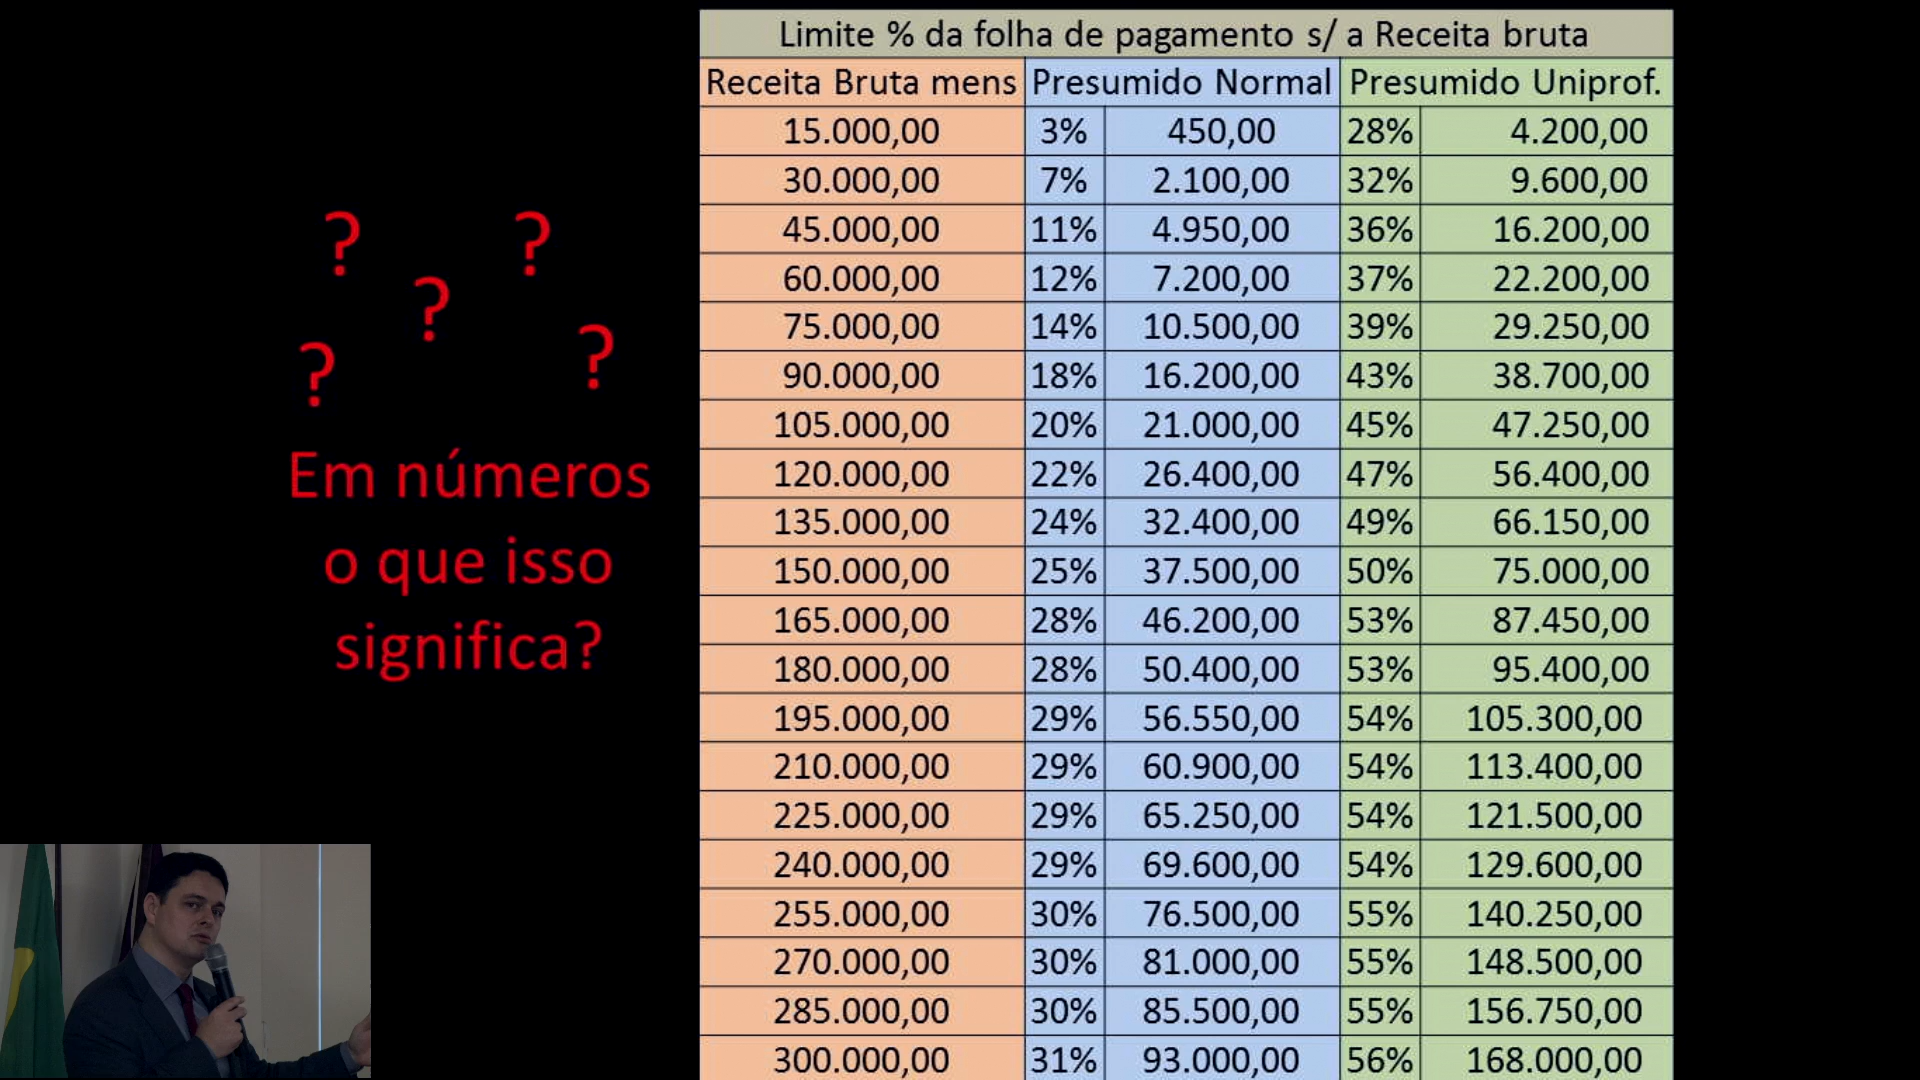 ? ?
?
? ?
Em números
o que isso
significa?
Limite % da folha de pagamento s/ a Receita bruta
Receita Bruta mens Presumido Normal Presumido Uniprof.
15.000,00 3% 450,00 28% 4.200,00
30.000,00 7% 2.100,00 32% 9.600,00
45.000,00 11% 4.950,00 36% 16.200,00
60.000,00 12% 7.200,00 37% 22.200,00
75.000,00 14% 10.500,00 39% 29.250,00
90.000,00 18% 16.200,00 43% 38.700,00
105.000,00 20% 21.000,00 45% 47.250,00
120.000,00 22% 26.400,00 47% 56.400,00
135.000,00 24% 32.400,00 49% 66.150,00
150.000,00 25% 37.500,00 50% 75.000,00
165.000,00 28% 46.200,00 53% 87.450,00
180.000,00 28% 50.400,00 53% 95.400,00
195.000,00 29% 56.550,00 54% 105.300,00
210.000,00 29% 60.900,00 54% 113.400,00
225.000,00 29% 65.250,00 54% 121.500,00
240.000,00 29% 69.600,00 54% 129.600,00
255.000,00 30% 76.500,00 55% 140.250,00
270.000,00 30% 81.000,00 55% 148.500,00
285.000,00 30% 85.500,00 55% 156.750,00
300.000,00 31% 93.000,00 56% 168.000,00